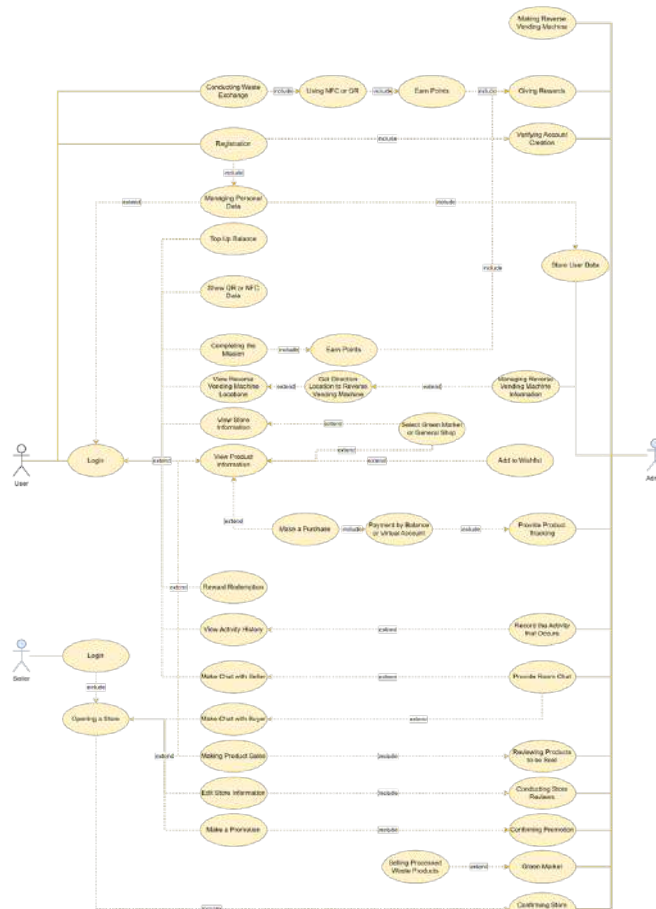 Making Reverse
Vending Machine
Conducting Waste
Exchange
include
Using NFC or QR
include
Earn Points
include
Giving Rewards
Registration
include
Verifying Account
Creation
include
extend
Managing Personal
Data
include
Top Up Balance
Store User Data
include
Show QR or NFC
Data
Completing the
Mission
include
Earn Points
View Reverse
Vending Machine
Locations
extend
Get Direction
Location to Reverse
Vending Machine
extend
Managing Reverse
Vending Machine
Information
View Store
Information
extend
Select Green Market
or General Shop
extend
User
Login
extend
View Product
Information
extend
Add to Wishlist
Admin
extend
Make a Purchase
include
Payment by Balance
or Virtual Account
include
Provide Product
Tracking
extend
Reward Redemption
View Activity History
extend
Record the Activity
that Occurs
Seller
Login
include
Make Chat with Seller
extend
Provide Room Chat
Opening a Store
Make Chat with Buyer
extend
extend
extend
Making Product Sales
include
Reviewing Products
to be Sold
Edit Store Information
include
Conducting Store
Reviews
Make a Promotion
include
Confirming Promotion
Selling Processed
Waste Products
extend
Green Market
include
Confirming Store